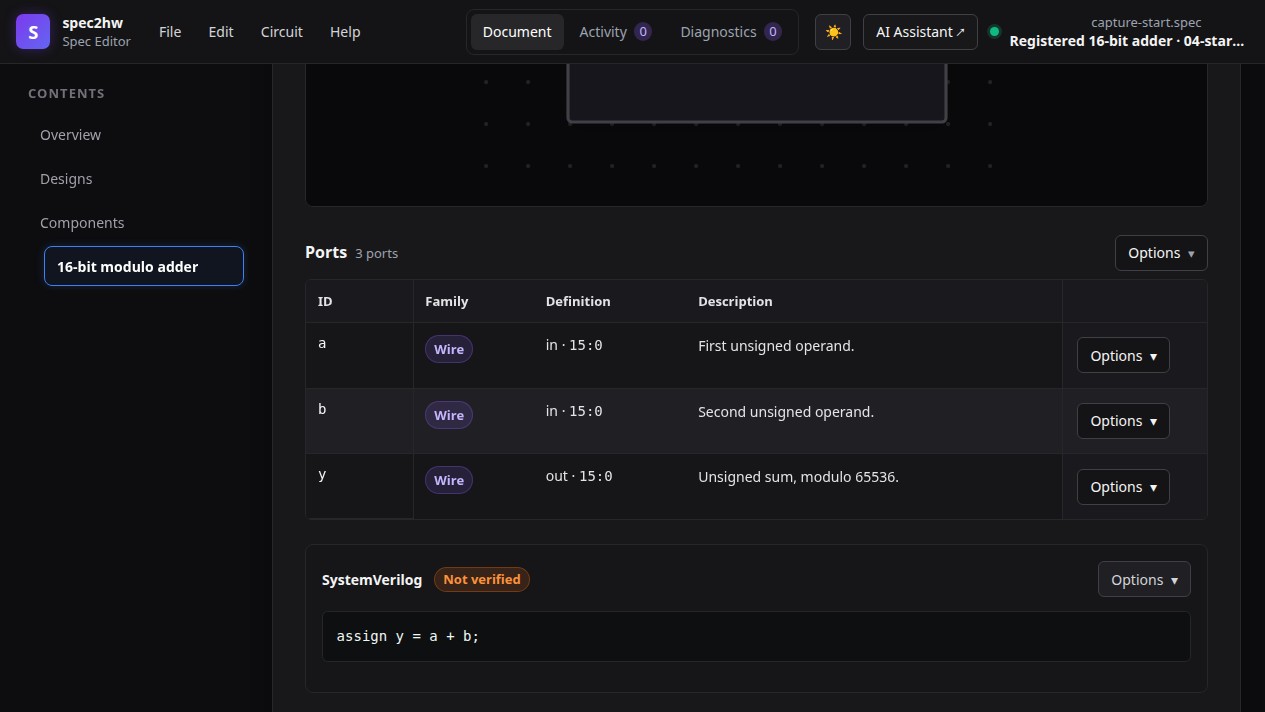 S
spec2hw
Spec Editor
File
Edit
Circuit
Help
Document
Activity 0
Diagnostics 0
☀️
AI Assistant ↗
capture-start.spec
Registered 16-bit adder · 04-star…
CONTENTS
Overview
Designs
Components
16-bit modulo adder
Ports 3 ports
Options ▾
ID Family Definition Description
a Wire in · 15:0 First unsigned operand. Options ▾
b Wire in · 15:0 Second unsigned operand. Options ▾
y Wire out · 15:0 Unsigned sum, modulo 65536. Options ▾
SystemVerilog Not verified Options ▾
assign y = a + b;